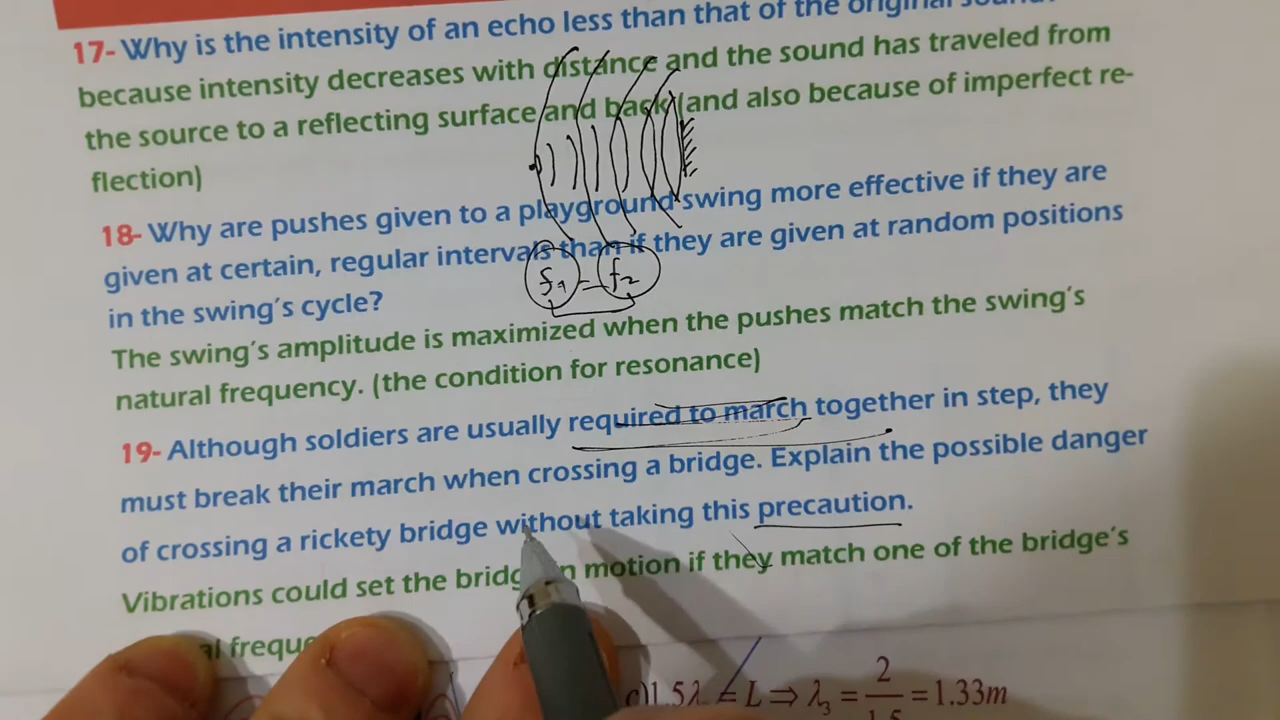 17- Why is the intensity of an echo less than that of the original sound?
because intensity decreases with distance and the sound has traveled from
the source to a reflecting surface and back (and also because of imperfect re-
flection)
18- Why are pushes given to a playground swing more effective if they are
given at certain, regular intervals than if they are given at random positions
in the swing's cycle?
f1 = f2
The swing's amplitude is maximized when the pushes match the swing's
natural frequency. (the condition for resonance)
19- Although soldiers are usually required to march together in step, they
must break their march when crossing a bridge. Explain the possible danger
of crossing a rickety bridge without taking this precaution.
Vibrations could set the in motion if they match one of the bridge's
c) 1.5λ = L ⇒ λ₃ = 2/1.5 = 1.33m